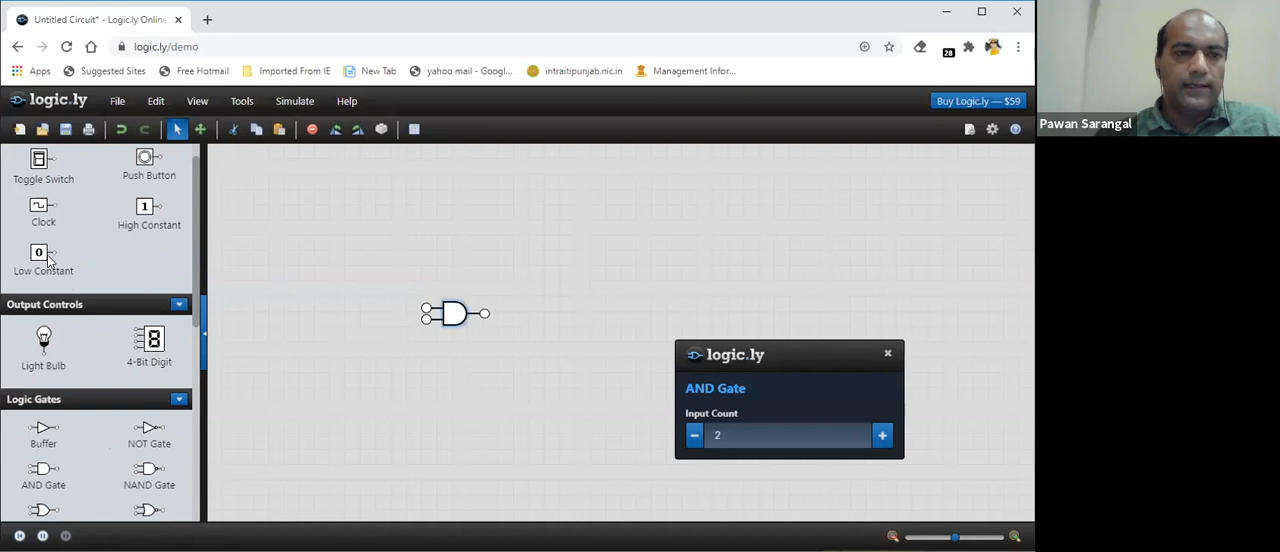 Untitled Circuit* - Logic.ly Online
logic.ly/demo
28
Apps Suggested Sites Free Hotmail Imported From IE New Tab yahoo mail - Googl... intraitipunjab.nic.in Management Infor...
Pawan Sarangal
logic.ly File Edit View Tools Simulate Help Buy Logic.ly — $59
Toggle Switch Push Button
1
Clock High Constant
0
Low Constant
Output Controls
Light Bulb 4-Bit Digit
Logic Gates
Buffer NOT Gate
AND Gate NAND Gate
logic.ly
AND Gate
Input Count
2